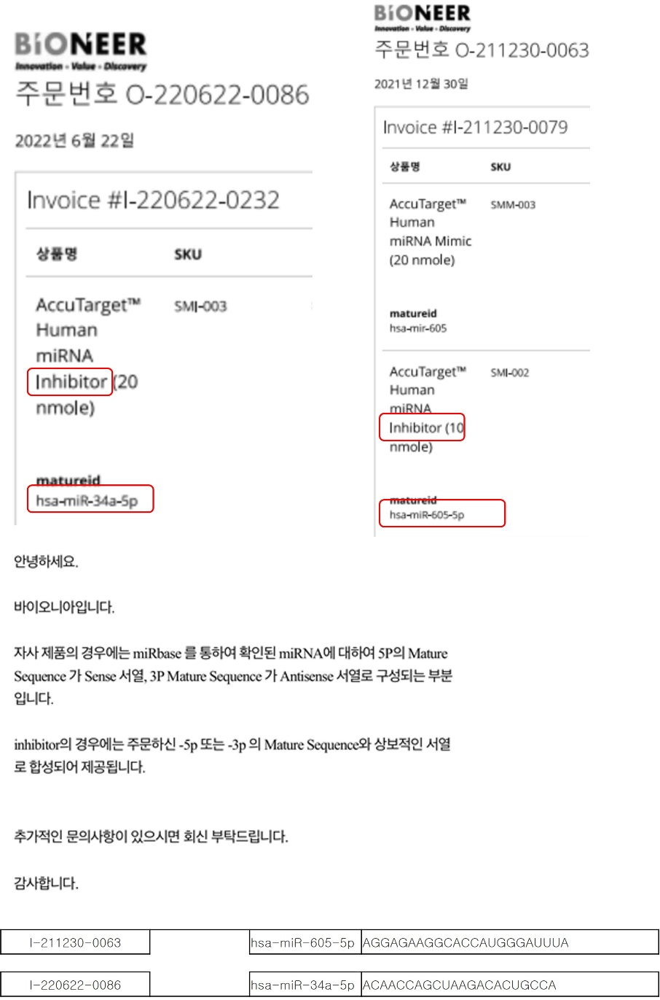 BiONEER
Innovation - Value - Discovery
주문번호 O-220622-0086
2022년 6월 22일
Invoice #I-220622-0232
상품명 SKU
AccuTarget™ SMI-003
Human
miRNA
Inhibitor (20
nmole)
matureid
hsa-miR-34a-5p
BiONEER
Innovation - Value - Discovery
주문번호 O-211230-0063
2021년 12월 30일
Invoice #I-211230-0079
상품명 SKU
AccuTarget™ SMM-003
Human
miRNA Mimic
(20 nmole)
matureid
hsa-mir-605
AccuTarget™ SMI-002
Human
miRNA
Inhibitor (10
nmole)
matureid
hsa-miR-605-5p
안녕하세요.
바이오니아입니다.
자사 제품의 경우에는 miRbase 를 통하여 확인된 miRNA에 대하여 5P의 Mature
Sequence 가 Sense 서열, 3P Mature Sequence 가 Antisense 서열로 구성되는 부분
입니다.
inhibitor의 경우에는 주문하신 -5p 또는 -3p 의 Mature Sequence와 상보적인 서열
로 합성되어 제공됩니다.
추가적인 문의사항이 있으시면 회신 부탁드립니다.
감사합니다.
I-211230-0063 hsa-miR-605-5p AGGAGAAGGCACCAUGGGAUUUA
I-220622-0086 hsa-miR-34a-5p ACAACCAGCUAAGACACUGCCA